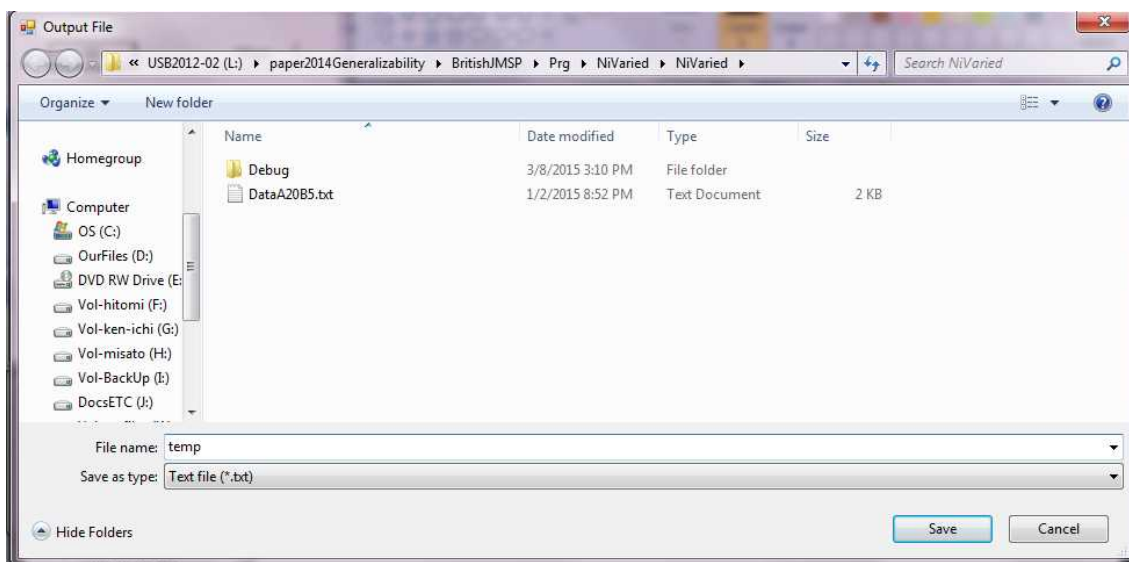 Output File
« USB2012-02 (L:) paper2014Generalizability BritishJMSP Prg NiVaried NiVaried
Search NiVaried
Organize New folder
Name Date modified Type Size
Homegroup
Debug 3/8/2015 3:10 PM File folder
DataA20B5.txt 1/2/2015 8:52 PM Text Document 2 KB
Computer
OS (C:)
OurFiles (D:)
DVD RW Drive (E:
Vol-hitomi (F:)
Vol-ken-ichi (G:)
Vol-misato (H:)
Vol-BackUp (I:)
DocsETC (J:)
File name: temp
Save as type: Text file (*.txt)
Hide Folders
Save Cancel